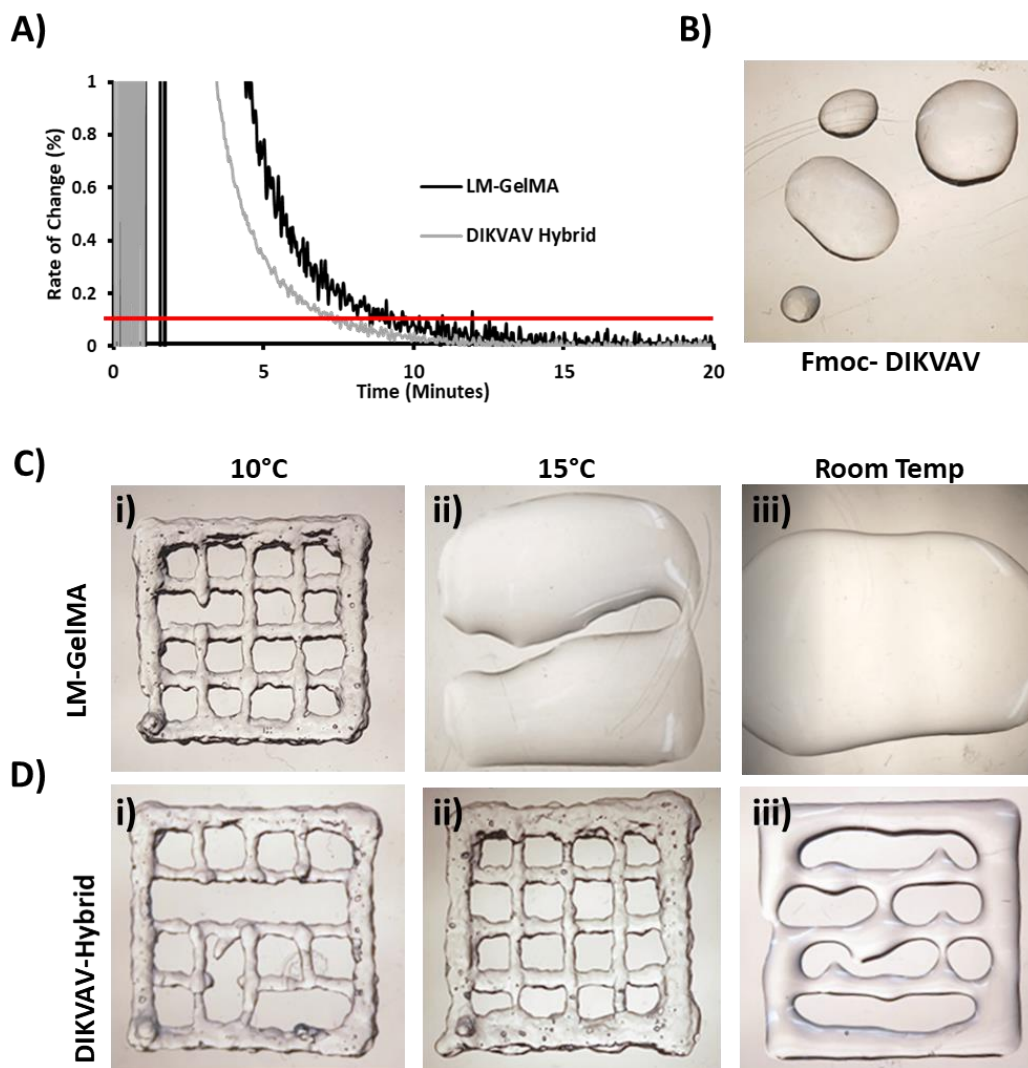 A)
B)
1
0.8
0.6
0.4
0.2
0
Rate of Change (%)
LM-GelMA
DIKVAV Hybrid
0
5
10
15
20
Time (Minutes)
Fmoc- DIKVAV
C)
10°C
15°C
Room Temp
i)
ii)
iii)
LM-GelMA
D)
i)
ii)
iii)
DIKVAV-Hybrid